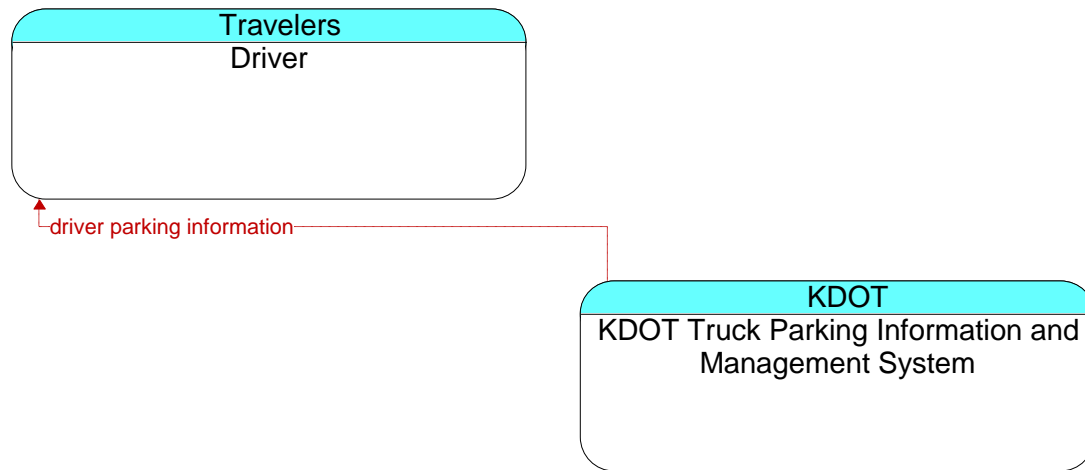 Travelers
Driver
driver parking information
KDOT
KDOT Truck Parking Information and
Management System